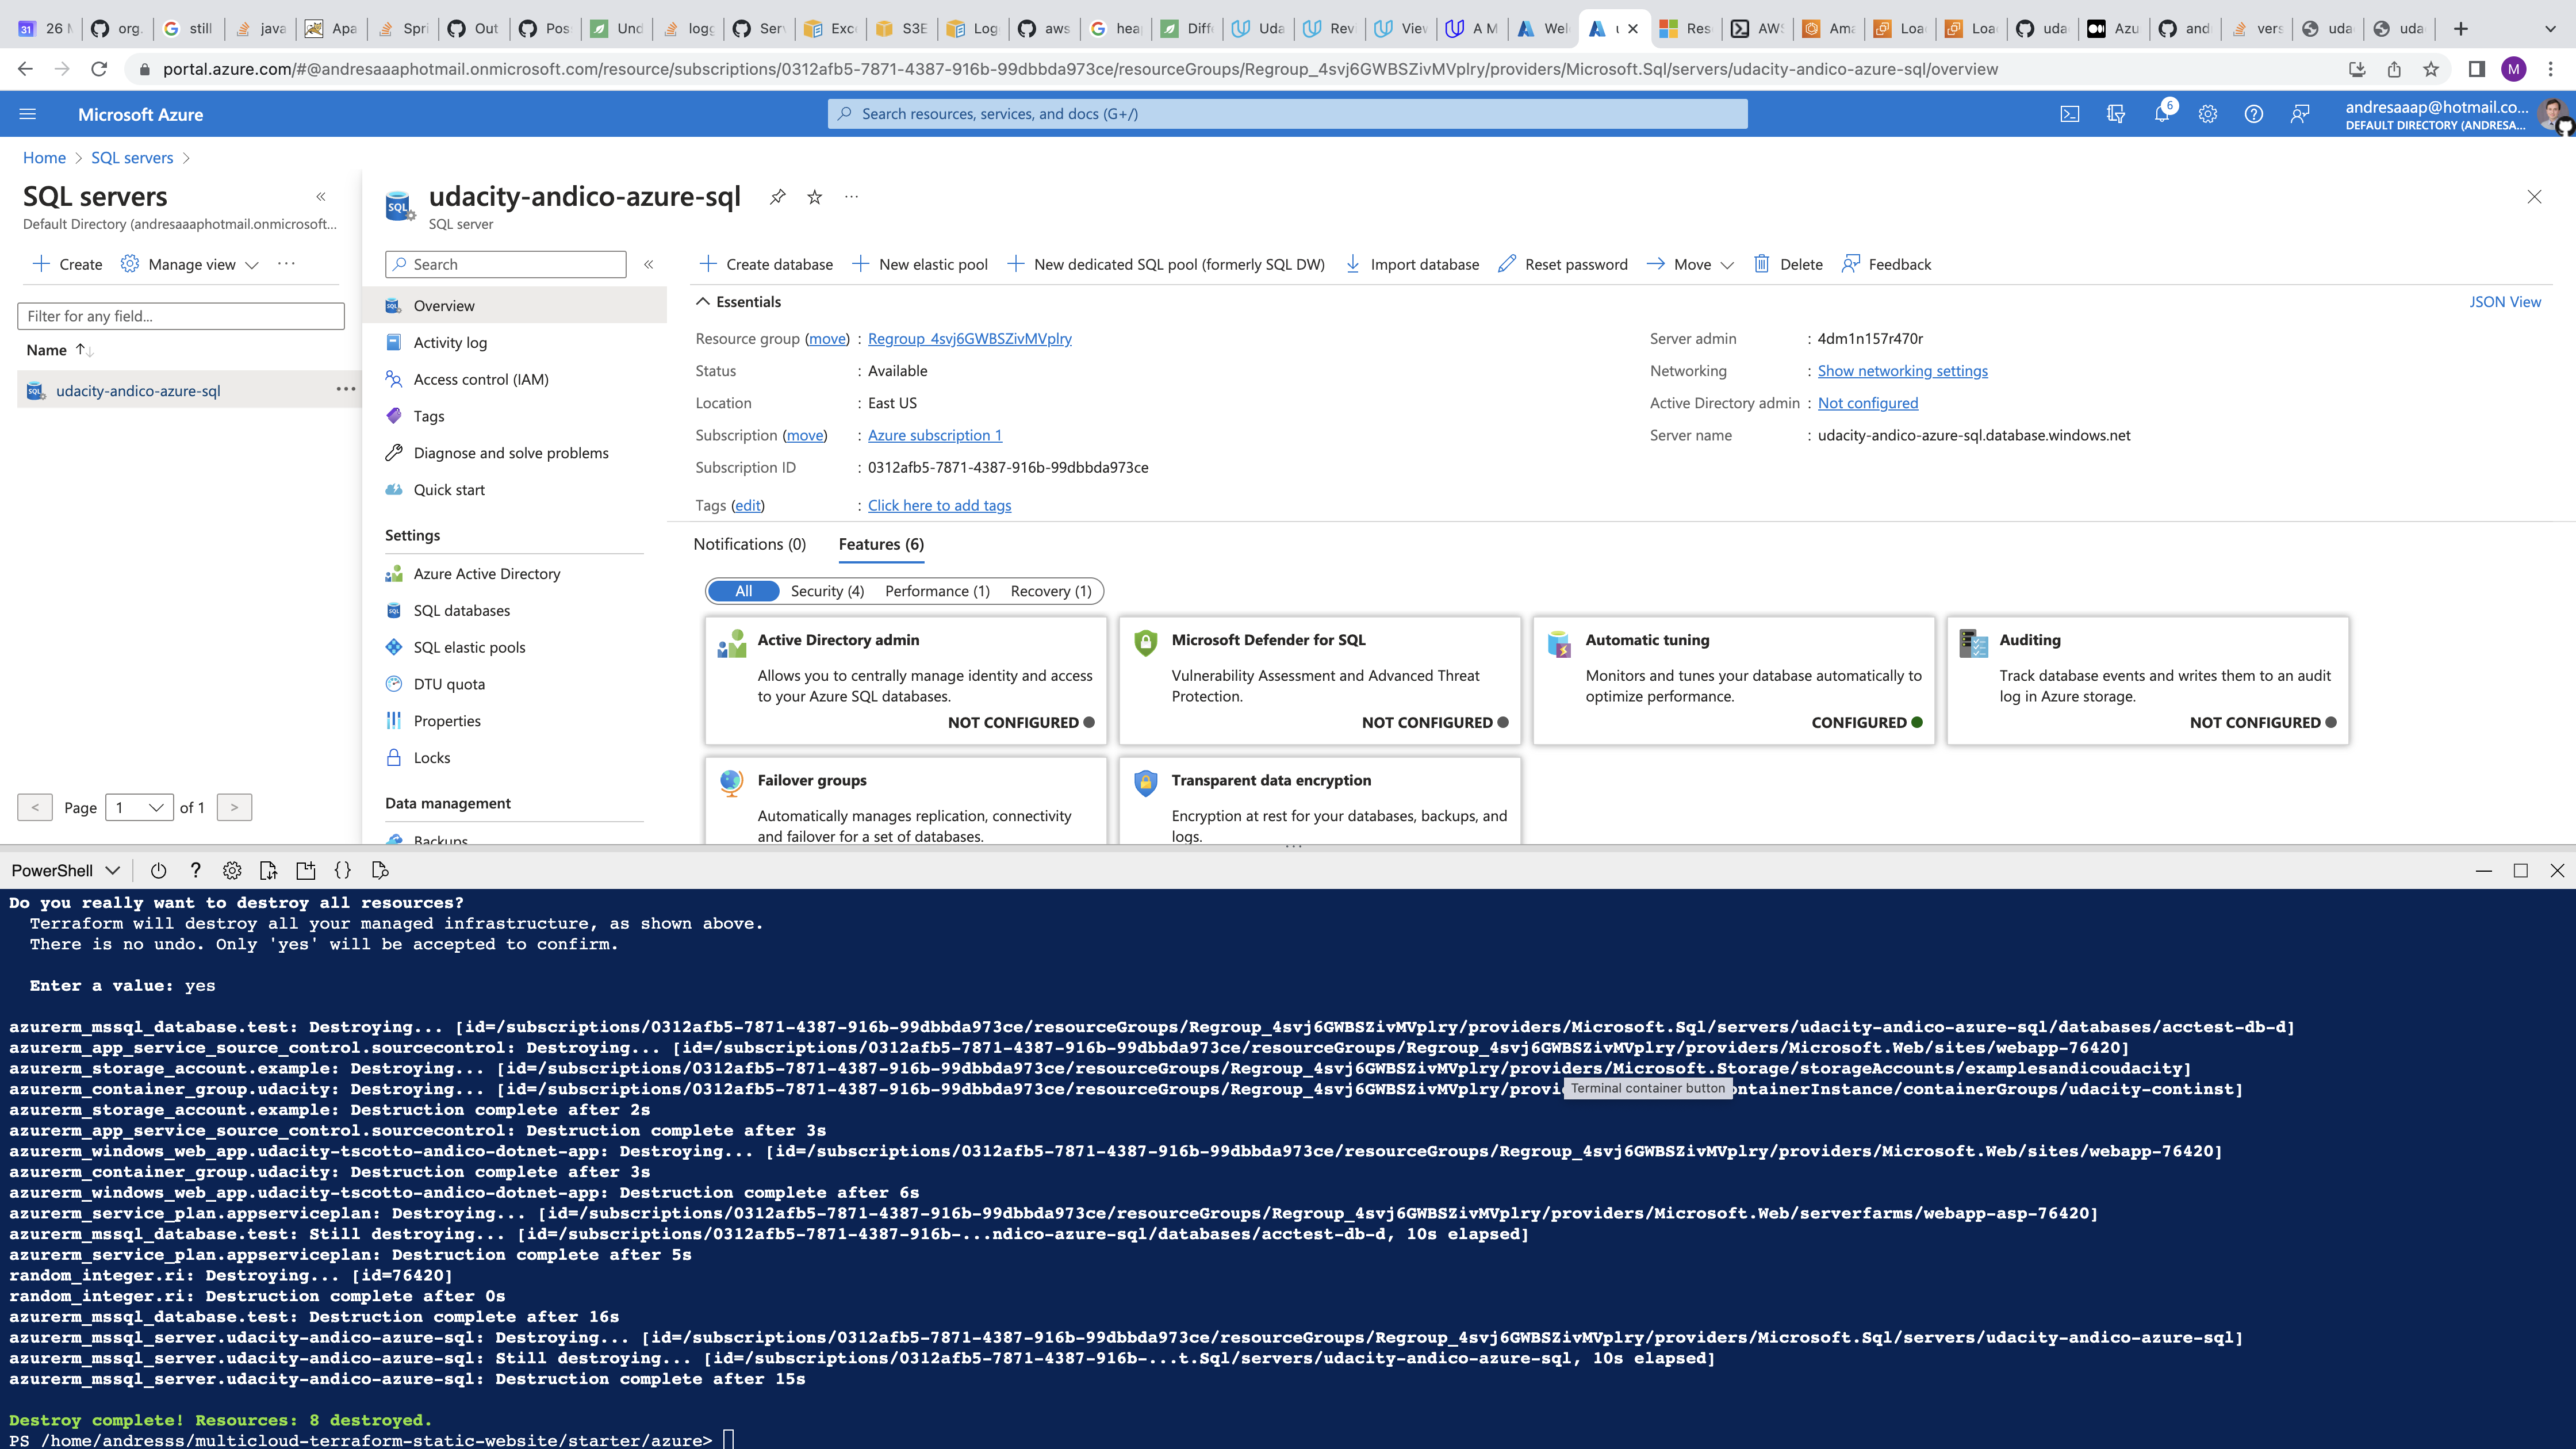 26 M
org.
still
java
Apa
Spri
Out
Pos
Und
logg
Serv
Exce
S3E
Log
aws
hea
Diffe
Uda
Rev
View
A M
Wel
Res
AWS
Ama
Loa
Loa
uda
Azu
and
vers
uda
uda
portal.azure.com/#@andresaaaphotmail.onmicrosoft.com/resource/subscriptions/0312afb5-7871-4387-916b-99dbbda973ce/resourceGroups/Regroup_4svj6GWBSZivMVplry/providers/Microsoft.Sql/servers/udacity-andico-azure-sql/overview
M
Microsoft Azure
Search resources, services, and docs (G+/)
6
andresaaap@hotmail.co...
DEFAULT DIRECTORY (ANDRESA...
Home > SQL servers >
SQL servers
Default Directory (andresaaaphotmail.onmicrosoft...
Create
Manage view
Filter for any field...
Name
udacity-andico-azure-sql
< Page 1 of 1 >
udacity-andico-azure-sql
SQL server
Search
Overview
Activity log
Access control (IAM)
Tags
Diagnose and solve problems
Quick start
Settings
Azure Active Directory
SQL databases
SQL elastic pools
DTU quota
Properties
Locks
Data management
Backups
Create database
New elastic pool
New dedicated SQL pool (formerly SQL DW)
Import database
Reset password
Move
Delete
Feedback
Essentials
JSON View
Resource group (move) : Regroup_4svj6GWBSZivMVplry
Status : Available
Location : East US
Subscription (move) : Azure subscription 1
Subscription ID : 0312afb5-7871-4387-916b-99dbbda973ce
Tags (edit) : Click here to add tags
Server admin : 4dm1n157r470r
Networking : Show networking settings
Active Directory admin : Not configured
Server name : udacity-andico-azure-sql.database.windows.net
Notifications (0)
Features (6)
All
Security (4)
Performance (1)
Recovery (1)
Active Directory admin
Allows you to centrally manage identity and access
to your Azure SQL databases.
NOT CONFIGURED
Microsoft Defender for SQL
Vulnerability Assessment and Advanced Threat
Protection.
NOT CONFIGURED
Automatic tuning
Monitors and tunes your database automatically to
optimize performance.
CONFIGURED
Auditing
Track database events and writes them to an audit
log in Azure storage.
NOT CONFIGURED
Failover groups
Automatically manages replication, connectivity
and failover for a set of databases.
Transparent data encryption
Encryption at rest for your databases, backups, and
logs.
PowerShell
Do you really want to destroy all resources?
Terraform will destroy all your managed infrastructure, as shown above.
There is no undo. Only 'yes' will be accepted to confirm.
Enter a value: yes
azurerm_mssql_database.test: Destroying... [id=/subscriptions/0312afb5-7871-4387-916b-99dbbda973ce/resourceGroups/Regroup_4svj6GWBSZivMVplry/providers/Microsoft.Sql/servers/udacity-andico-azure-sql/databases/acctest-db-d]
azurerm_app_service_source_control.sourcecontrol: Destroying... [id=/subscriptions/0312afb5-7871-4387-916b-99dbbda973ce/resourceGroups/Regroup_4svj6GWBSZivMVplry/providers/Microsoft.Web/sites/webapp-76420]
azurerm_storage_account.example: Destroying... [id=/subscriptions/0312afb5-7871-4387-916b-99dbbda973ce/resourceGroups/Regroup_4svj6GWBSZivMVplry/providers/Microsoft.Storage/storageAccounts/examplesandicoudacity]
azurerm_container_group.udacity: Destroying... [id=/subscriptions/0312afb5-7871-4387-916b-99dbbda973ce/resourceGroups/Regroup_4svj6GWBSZivMVplry/provi Terminal container button ontainerInstance/containerGroups/udacity-continst]
azurerm_storage_account.example: Destruction complete after 2s
azurerm_app_service_source_control.sourcecontrol: Destruction complete after 3s
azurerm_windows_web_app.udacity-tscotto-andico-dotnet-app: Destroying... [id=/subscriptions/0312afb5-7871-4387-916b-99dbbda973ce/resourceGroups/Regroup_4svj6GWBSZivMVplry/providers/Microsoft.Web/sites/webapp-76420]
azurerm_container_group.udacity: Destruction complete after 3s
azurerm_windows_web_app.udacity-tscotto-andico-dotnet-app: Destruction complete after 6s
azurerm_service_plan.appserviceplan: Destroying... [id=/subscriptions/0312afb5-7871-4387-916b-99dbbda973ce/resourceGroups/Regroup_4svj6GWBSZivMVplry/providers/Microsoft.Web/serverfarms/webapp-asp-76420]
azurerm_mssql_database.test: Still destroying... [id=/subscriptions/0312afb5-7871-4387-916b-...ndico-azure-sql/databases/acctest-db-d, 10s elapsed]
azurerm_service_plan.appserviceplan: Destruction complete after 5s
random_integer.ri: Destroying... [id=76420]
random_integer.ri: Destruction complete after 0s
azurerm_mssql_database.test: Destruction complete after 16s
azurerm_mssql_server.udacity-andico-azure-sql: Destroying... [id=/subscriptions/0312afb5-7871-4387-916b-99dbbda973ce/resourceGroups/Regroup_4svj6GWBSZivMVplry/providers/Microsoft.Sql/servers/udacity-andico-azure-sql]
azurerm_mssql_server.udacity-andico-azure-sql: Still destroying... [id=/subscriptions/0312afb5-7871-4387-916b-...t.Sql/servers/udacity-andico-azure-sql, 10s elapsed]
azurerm_mssql_server.udacity-andico-azure-sql: Destruction complete after 15s
Destroy complete! Resources: 8 destroyed.
PS /home/andresss/multicloud-terraform-static-website/starter/azure>